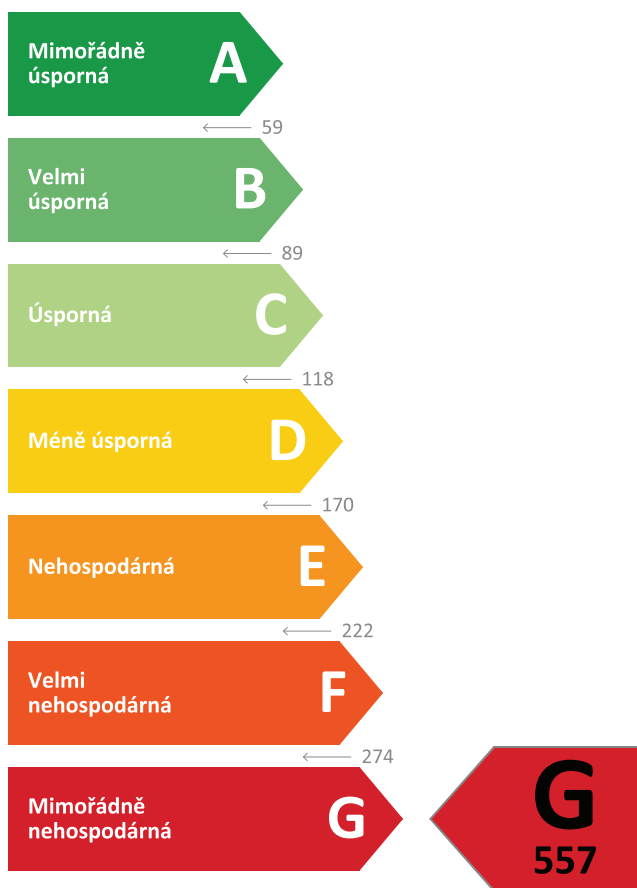 Mimořádně
úsporná
A
59
Velmi
úsporná
B
89
Úsporná
C
118
Méně úsporná
D
170
Nehospodárná
E
222
Velmi
nehospodárná
F
274
Mimořádně
nehospodárná
G
G
557